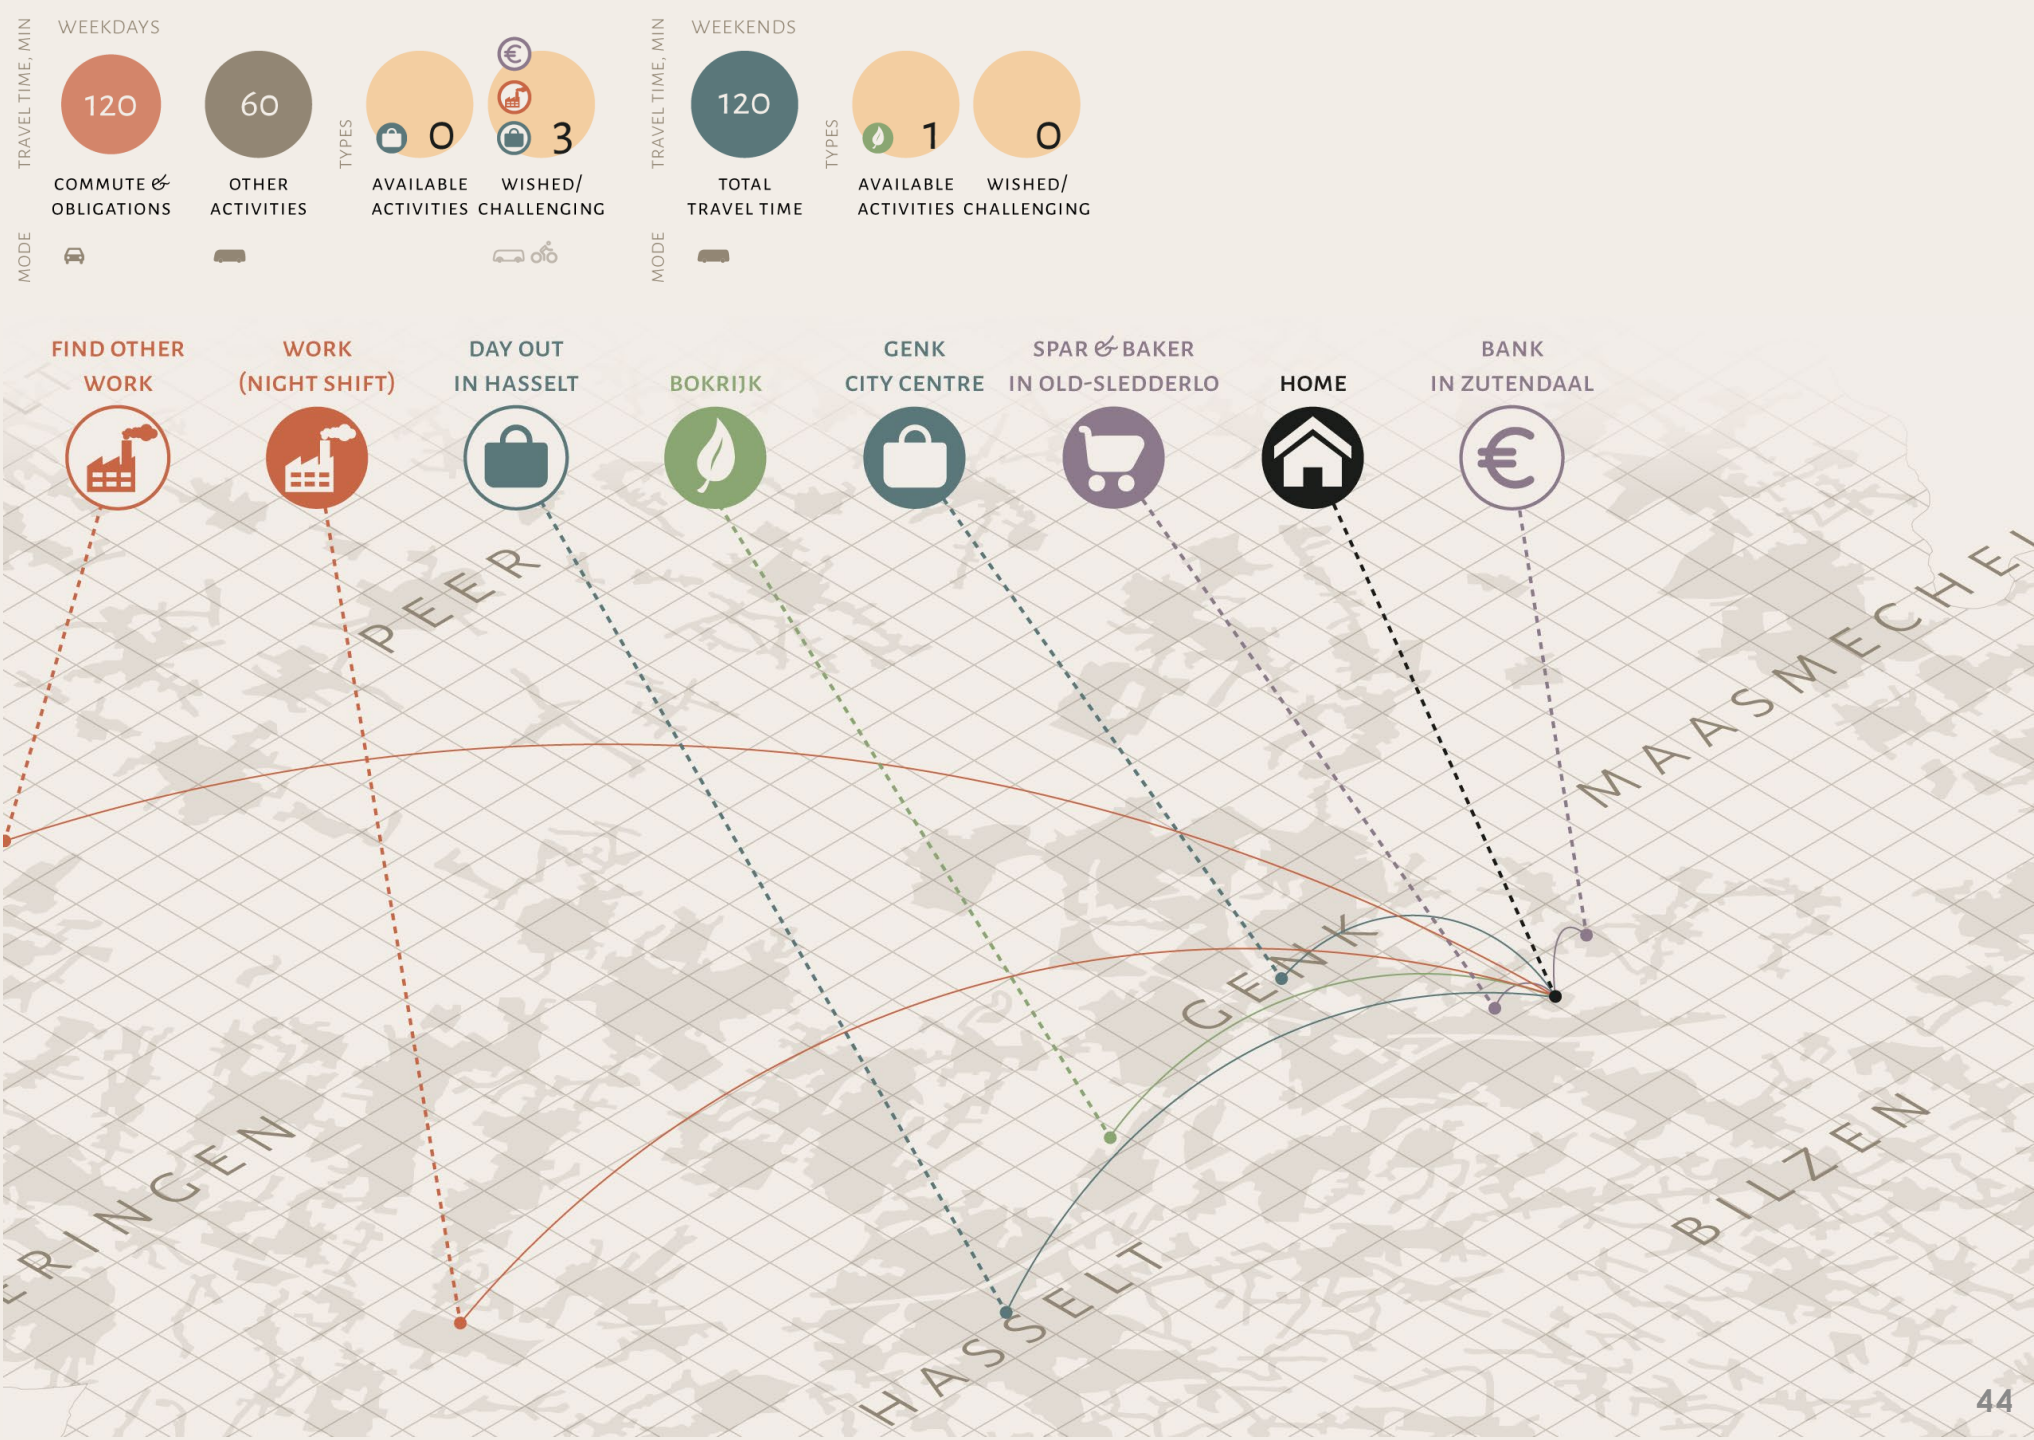 WEEKDAYS
TRAVEL TIME, MIN
120
60
TYPES
€
0
3
COMMUTE &
OBLIGATIONS
OTHER
ACTIVITIES
AVAILABLE
ACTIVITIES
WISHED/
CHALLENGING
MODE
WEEKENDS
TRAVEL TIME, MIN
120
TYPES
1
0
TOTAL
TRAVEL TIME
AVAILABLE
ACTIVITIES
WISHED/
CHALLENGING
MODE
FIND OTHER
WORK
WORK
(NIGHT SHIFT)
DAY OUT
IN HASSELT
BOKRIJK
GENK
CITY CENTRE
SPAR & BAKER
IN OLD-SLEDDERLO
HOME
BANK
IN ZUTENDAAL
€
PEER
MAASMECHE
GENK
ERINGEN
BILZEN
HASSELT
44